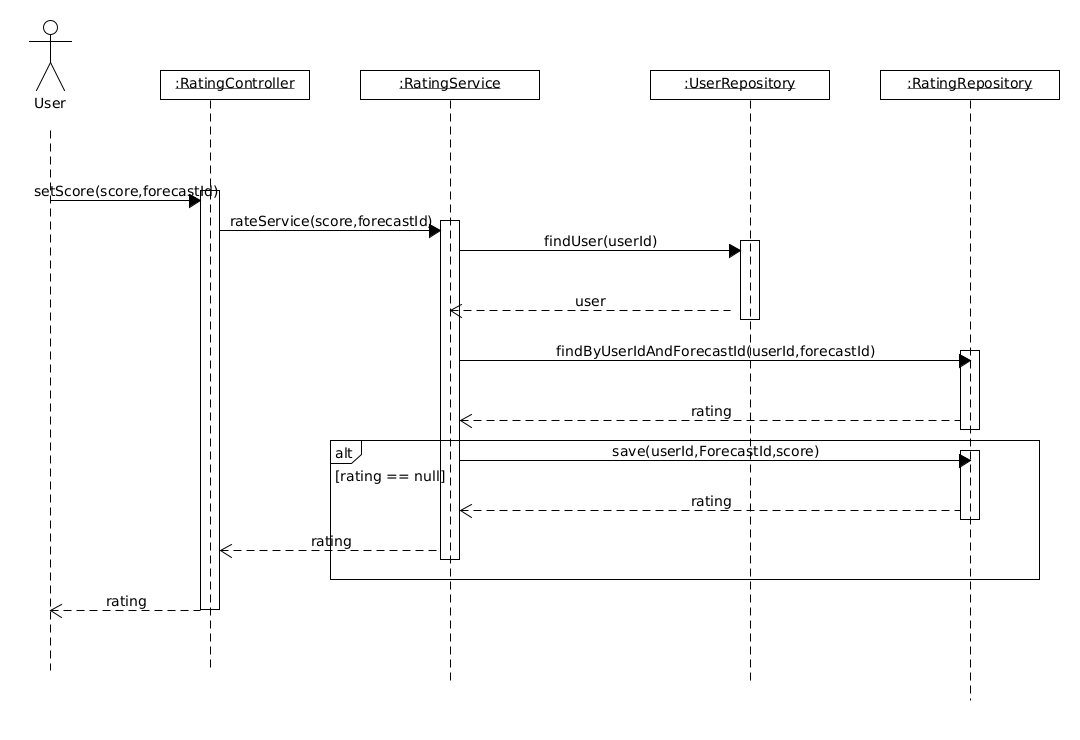 User
:RatingController
:RatingService
:UserRepository
:RatingRepository
setScore(score,forecastId)
rateService(score,forecastId)
findUser(userId)
user
findByUserIdAndForecastId(userId,forecastId)
rating
alt
save(userId,ForecastId,score)
[rating == null]
rating
rating
rating